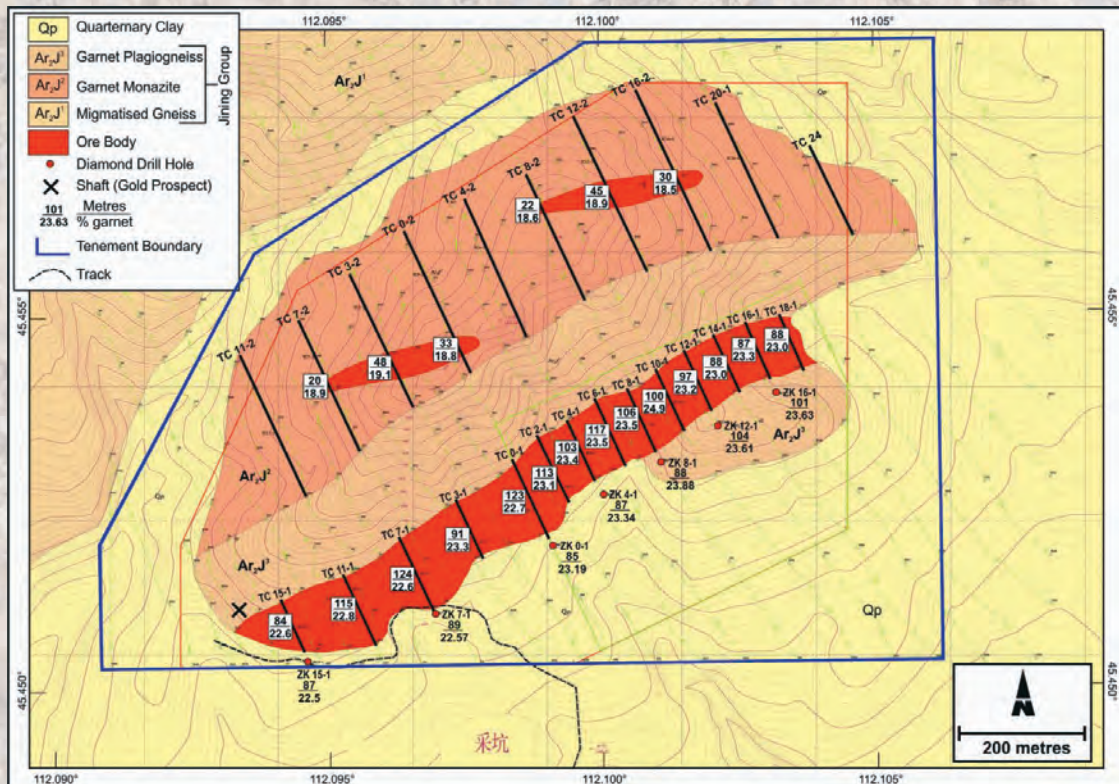 Qp Quaternary Clay
Ar₂J³ Garnet Plagiogneiss
Ar₂J² Garnet Monazite
Ar₂J¹ Migmatised Gneiss
Jining Group
Ore Body
Diamond Drill Hole
Shaft (Gold Prospect)
101 Metres
23.63 % garnet
Tenement Boundary
Track
112.095°
112.100°
112.105°
Ar₂J¹
TC 16-2
TC 12-2
TC 20-1
Qp
TC 24
TC 8-2
TC 4-2
TC 0-2
TC 3-2
TC 7-2
TC 11-2
30
18.5
45
18.9
22
18.6
33
18.8
48
19.1
20
18.9
45.455°
45.455°
TC 18-1
TC 16-1
TC 14-1
TC 12-1
TC 10-1
TC 8-1
TC 6-1
TC 4-1
TC 2-1
TC 0-1
TC 3-1
TC 7-1
TC 11-1
TC 15-1
88
23.0
87
23.3
88
23.0
97
23.2
100
24.9
106
23.5
117
23.5
103
23.4
113
23.1
123
22.7
91
23.3
124
22.6
115
22.8
84
22.6
ZK 16-1
101
23.63
ZK 12-1
104
23.61
Ar₂J³
ZK 8-1
88
23.88
ZK 4-1
87
23.34
ZK 0-1
85
23.19
ZK 7-1
89
22.57
ZK 15-1
87
22.5
Ar₂J²
Ar₂J³
Qp
Qp
Qp
45.450°
45.450°
采坑
N
200 metres
112.090°
112.095°
112.100°
112.105°